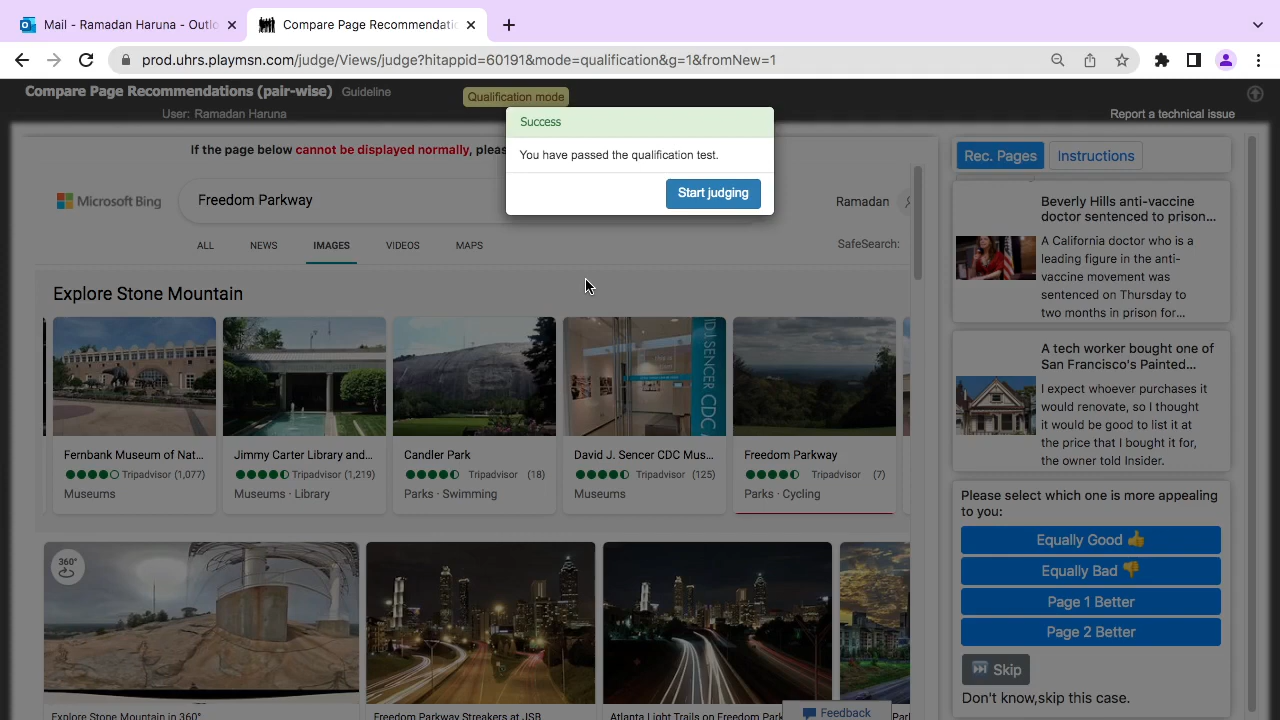 Mail - Ramadan Haruna - Outlo
Compare Page Recommendatio
prod.uhrs.playmsn.com/judge/Views/judge?hitappid=60191&mode=qualification&g=1&fromNew=1
Compare Page Recommendations (pair-wise) Guideline
Qualification mode
User: Ramadan Haruna
Report a technical issue
Success
You have passed the qualification test.
Start judging
If the page below cannot be displayed normally, pleas
Microsoft Bing
Freedom Parkway
Ramadan
ALL NEWS IMAGES VIDEOS MAPS
SafeSearch:
Explore Stone Mountain
DJ.SENCER CDC
Fernbank Museum of Nat...
Tripadvisor (1,077)
Museums
Jimmy Carter Library and...
Tripadvisor (1,219)
Museums · Library
Candler Park
Tripadvisor (18)
Parks · Swimming
David J. Sencer CDC Mus...
Tripadvisor (125)
Museums
Freedom Parkway
Tripadvisor (7)
Parks · Cycling
360°
Explore Stone Mountain in 360°
Freedom Parkway Streakers at JSB
Atlanta Light Trails on Freedom Park
Feedback
Rec. Pages
Instructions
Beverly Hills anti-vaccine
doctor sentenced to prison...
A California doctor who is a
leading figure in the anti-
vaccine movement was
sentenced on Thursday to
two months in prison for...
A tech worker bought one of
San Francisco's Painted...
I expect whoever purchases it
would renovate, so I thought
it would be good to list it at
the price that I bought it for,
the owner told Insider.
Please select which one is more appealing
to you:
Equally Good 👍
Equally Bad 👎
Page 1 Better
Page 2 Better
Skip
Don't know,skip this case.